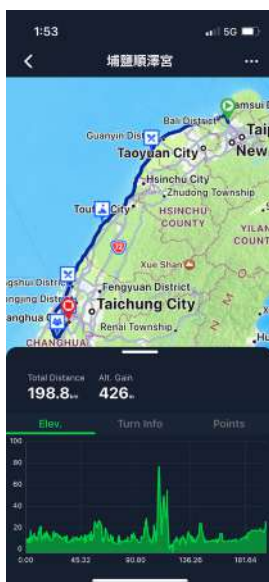 1:53
5G
埔鹽順澤宮
Bali District
Guanyin Dis
Taoyuan City
New
Hsinchu City
Zhudong Township
City
HSINCHU
COUNTY
YILAN
COUNT
72
Xue Shan
Fengyuan District
Taichung City
anghua
Renai Township
CHANGHUA
Total Distance
Alt. Gain
198.8
426
Elev.
Turn Info
Points
100
80
60
40
20
0
0.00
45.32
90.80
136.26
181.64